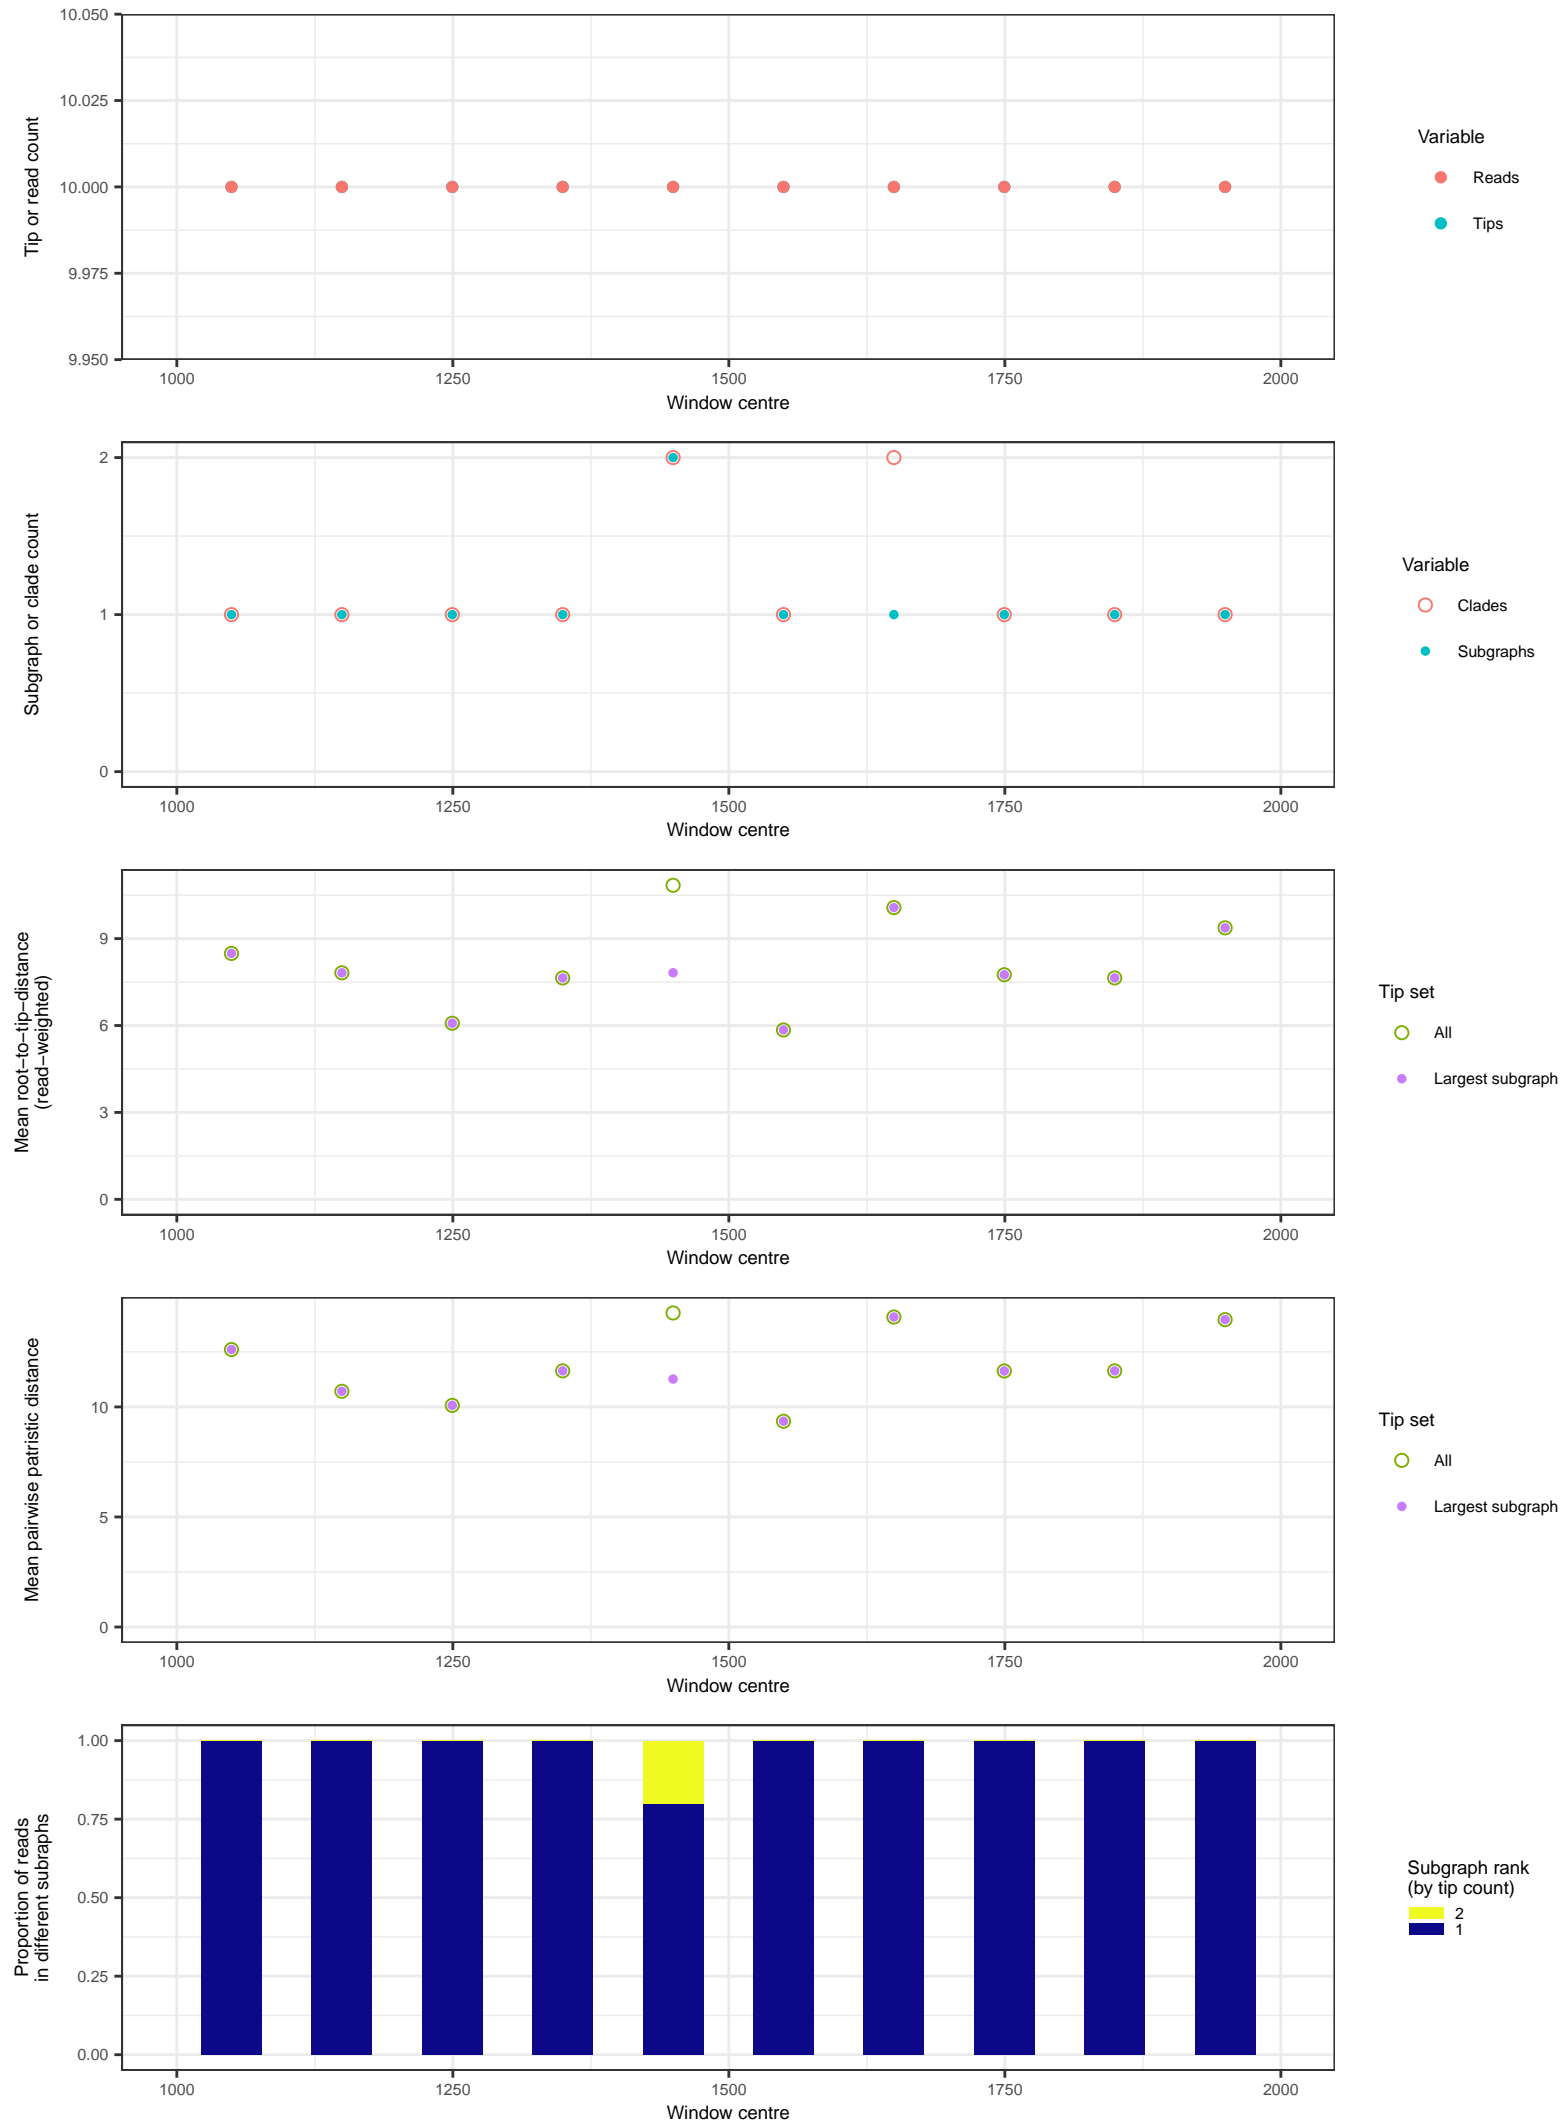 10.050
10.025
10.000
9.975
9.950
Tip or read count
1000 1250 1500 1750 2000
Window centre
Variable
Reads
Tips
2
1
0
Subgraph or clade count
1000 1250 1500 1750 2000
Window centre
Variable
Clades
Subgraphs
9
6
3
0
Mean root−to−tip−distance
(read−weighted)
1000 1250 1500 1750 2000
Window centre
Tip set
All
Largest subgraph
10
5
0
Mean pairwise patristic distance
1000 1250 1500 1750 2000
Window centre
Tip set
All
Largest subgraph
1.00
0.75
0.50
0.25
0.00
Proportion of reads
in different subraphs
1000 1250 1500 1750 2000
Window centre
Subgraph rank
(by tip count)
2
1